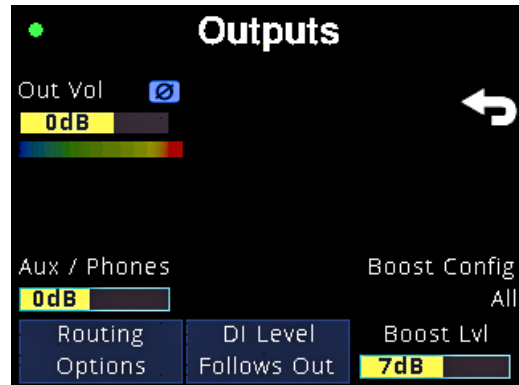 Outputs
Out Vol Ø
0dB
Aux / Phones
0dB
Boost Config
All
Routing
Options
DI Level
Follows Out
Boost Lvl
7dB